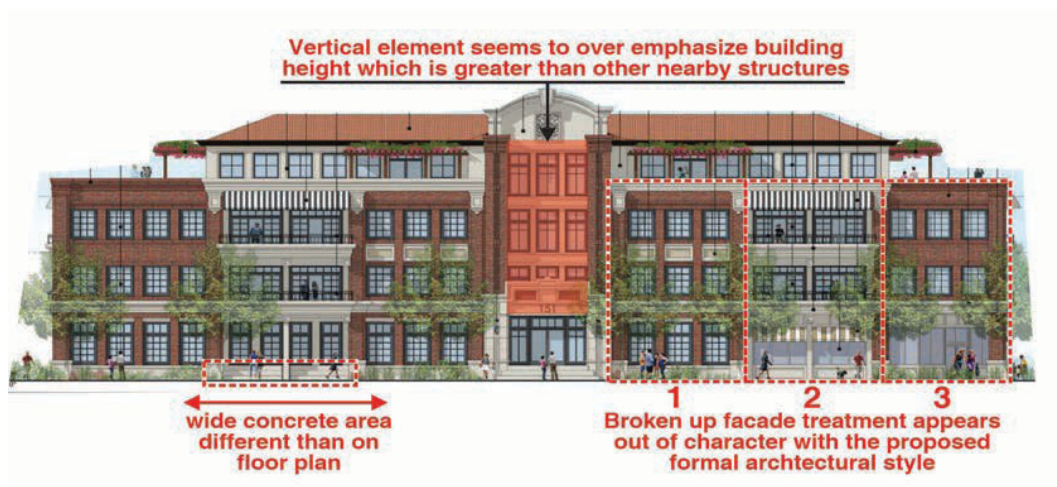 Vertical element seems to over emphasize building
height which is greater than other nearby structures
151
1
2
3
wide concrete area
different than on
floor plan
Broken up facade treatment appears
out of character with the proposed
formal archtectural style